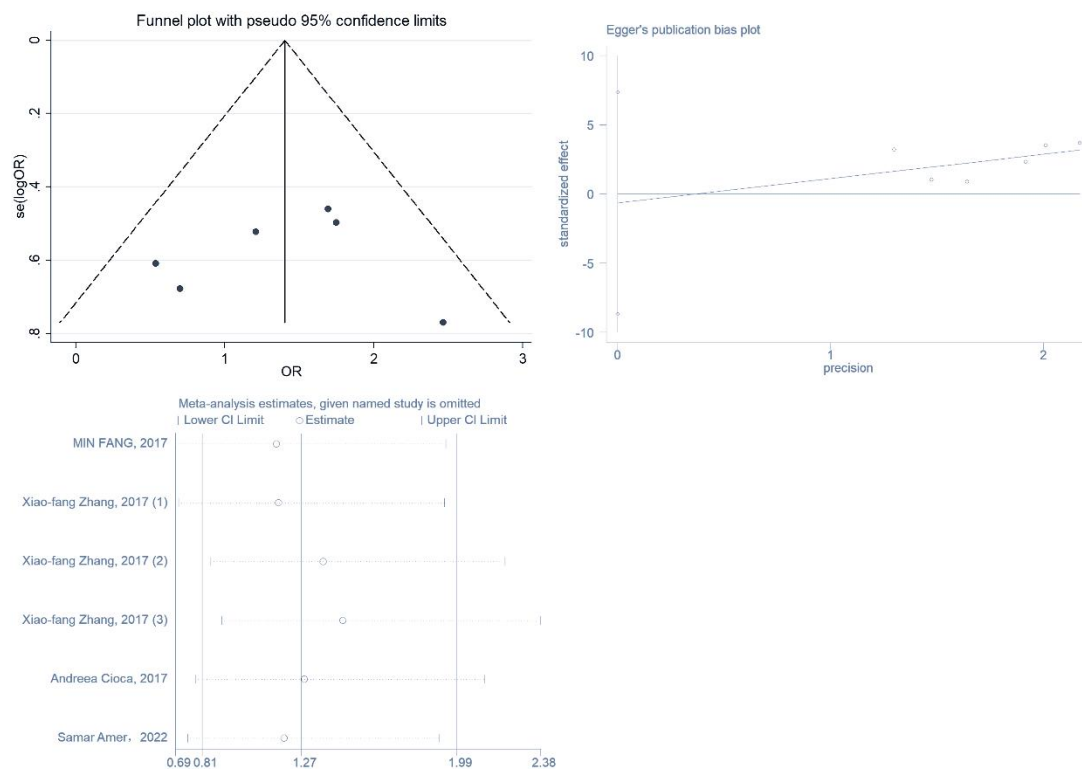 Funnel plot with pseudo 95% confidence limits
0
.2
.4
.6
.8
se(logOR)
0 1 2 3
OR
Egger's publication bias plot
10
5
0
-5
-10
standardized effect
0 1 2
precision
Meta-analysis estimates, given named study is omitted
Lower CI Limit Estimate Upper CI Limit
MIN FANG, 2017
Xiao-fang Zhang, 2017 (1)
Xiao-fang Zhang, 2017 (2)
Xiao-fang Zhang, 2017 (3)
Andreea Cioca, 2017
Samar Amer, 2022
0.69 0.81 1.27 1.99 2.38